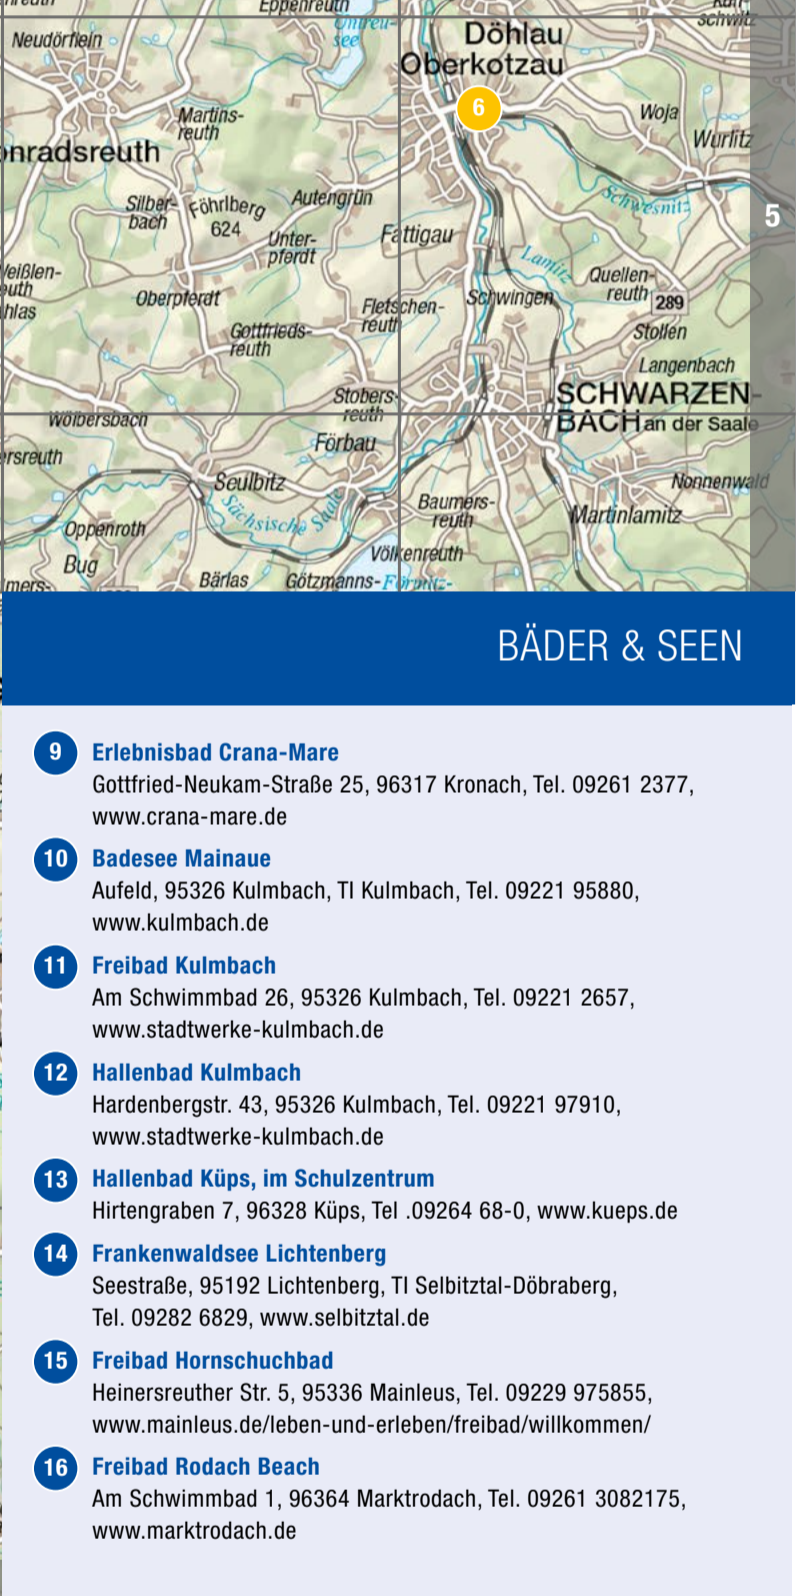 Eppenreuth
Untreu-
see
Neudörflein
Döhlau
Oberkotzau
schwitz
6
Martins-
reuth
Woja
Wurlitz
nradsreuth
Silber-
bach
Föhrlberg
624
Autengrün
Schwesnitz
5
Unter-
pferdt
Fattigau
Lamitz
Quellen-
reuth
289
Oberpferdt
Fletschen-
reuth
Schwingen
Gottfrieds-
reuth
Stollen
Langenbach
Stobers-
reuth
SCHWARZEN-
BACH an der Saale
Wölbersbach
Förbau
ersreuth
Seulbitz
Nonnenwald
Sächsische Saale
Baumers-
reuth
Martinlamitz
Oppenroth
Bug
Völkenreuth
mers-
Bärlas
Götzmanns-
Förmitz-
BÄDER & SEEN
9 Erlebnisbad Crana-Mare
Gottfried-Neukam-Straße 25, 96317 Kronach, Tel. 09261 2377,
www.crana-mare.de
10 Badesee Mainaue
Aufeld, 95326 Kulmbach, TI Kulmbach, Tel. 09221 95880,
www.kulmbach.de
11 Freibad Kulmbach
Am Schwimmbad 26, 95326 Kulmbach, Tel. 09221 2657,
www.stadtwerke-kulmbach.de
12 Hallenbad Kulmbach
Hardenbergstr. 43, 95326 Kulmbach, Tel. 09221 97910,
www.stadtwerke-kulmbach.de
13 Hallenbad Küps, im Schulzentrum
Hirtengraben 7, 96328 Küps, Tel .09264 68-0, www.kueps.de
14 Frankenwaldsee Lichtenberg
Seestraße, 95192 Lichtenberg, TI Selbitztal-Döbraberg,
Tel. 09282 6829, www.selbitztal.de
15 Freibad Hornschuchbad
Heinersreuther Str. 5, 95336 Mainleus, Tel. 09229 975855,
www.mainleus.de/leben-und-erleben/freibad/willkommen/
16 Freibad Rodach Beach
Am Schwimmbad 1, 96364 Marktrodach, Tel. 09261 3082175,
www.marktrodach.de